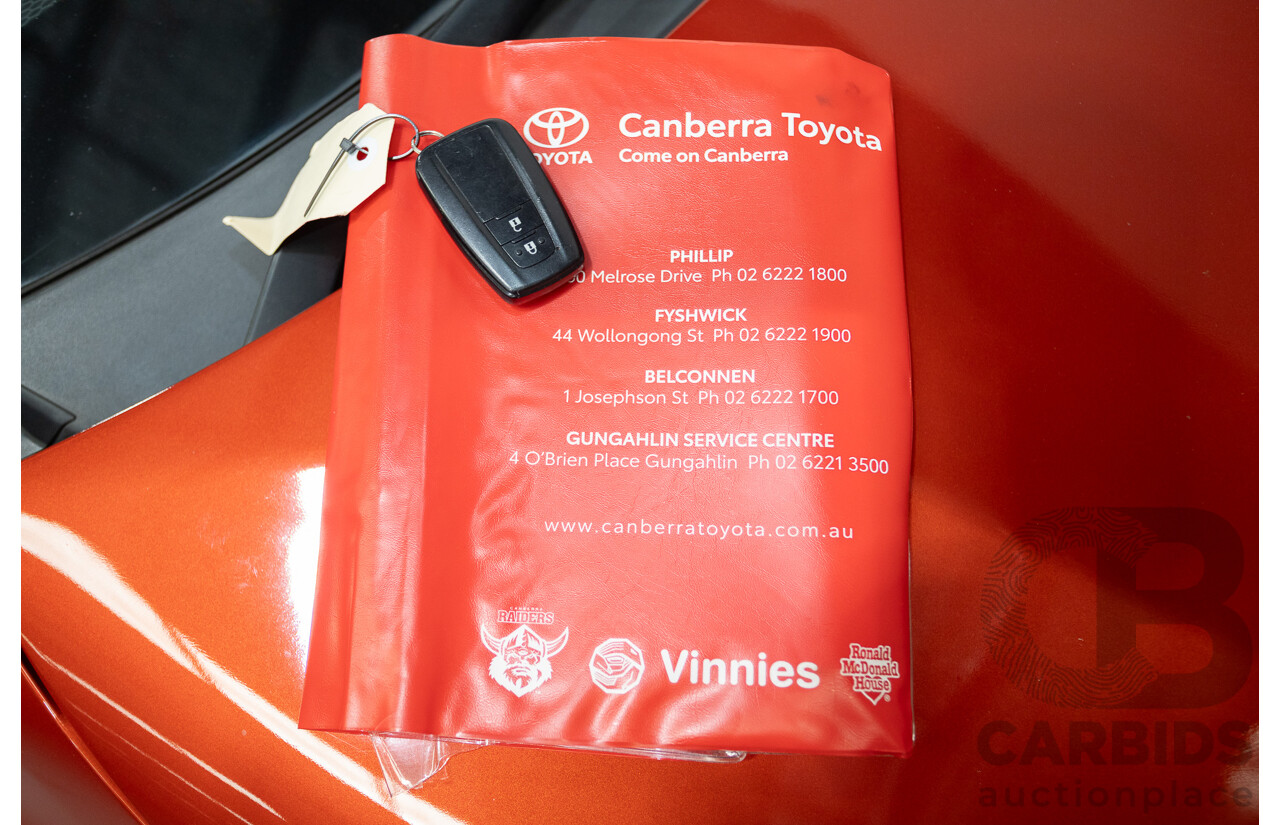 Canberra Toyota
Come on Canberra
PHILLIP
Melrose Drive Ph 02 6222 1800
FYSHWICK
44 Wollongong St Ph 02 6222 1900
BELCONNEN
1 Josephson St Ph 02 6222 1700
GUNGAHLIN SERVICE CENTRE
4 O'Brien Place Gungahlin Ph 02 6221 3500
www.canberratoyota.com.au
CANBERRA
RAIDERS
Vinnies
Ronald
McDonald
House®
CB
CARBIDS
auctionplace